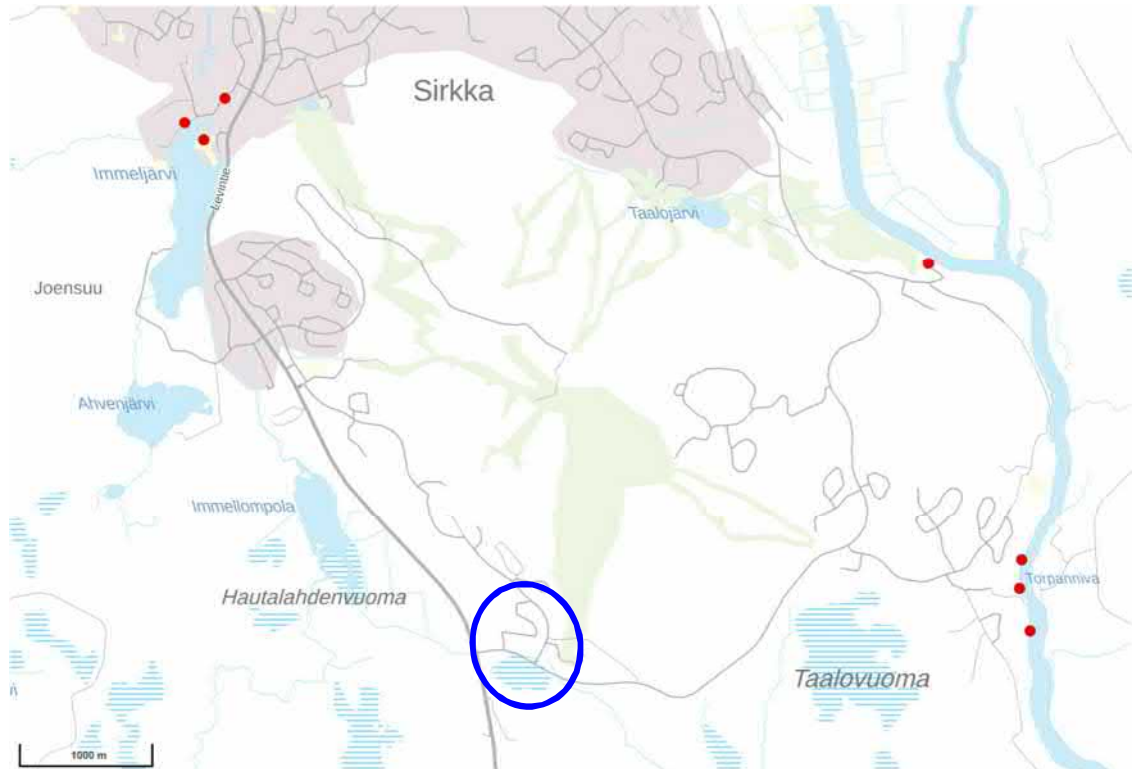 Sirkka
Immeljärvi
Levintie
Taalojärvi
Joensuu
Ahvenjärvi
Immellompola
Hautalahdenvuoma
Torpanniva
Taalovuoma
1000 m